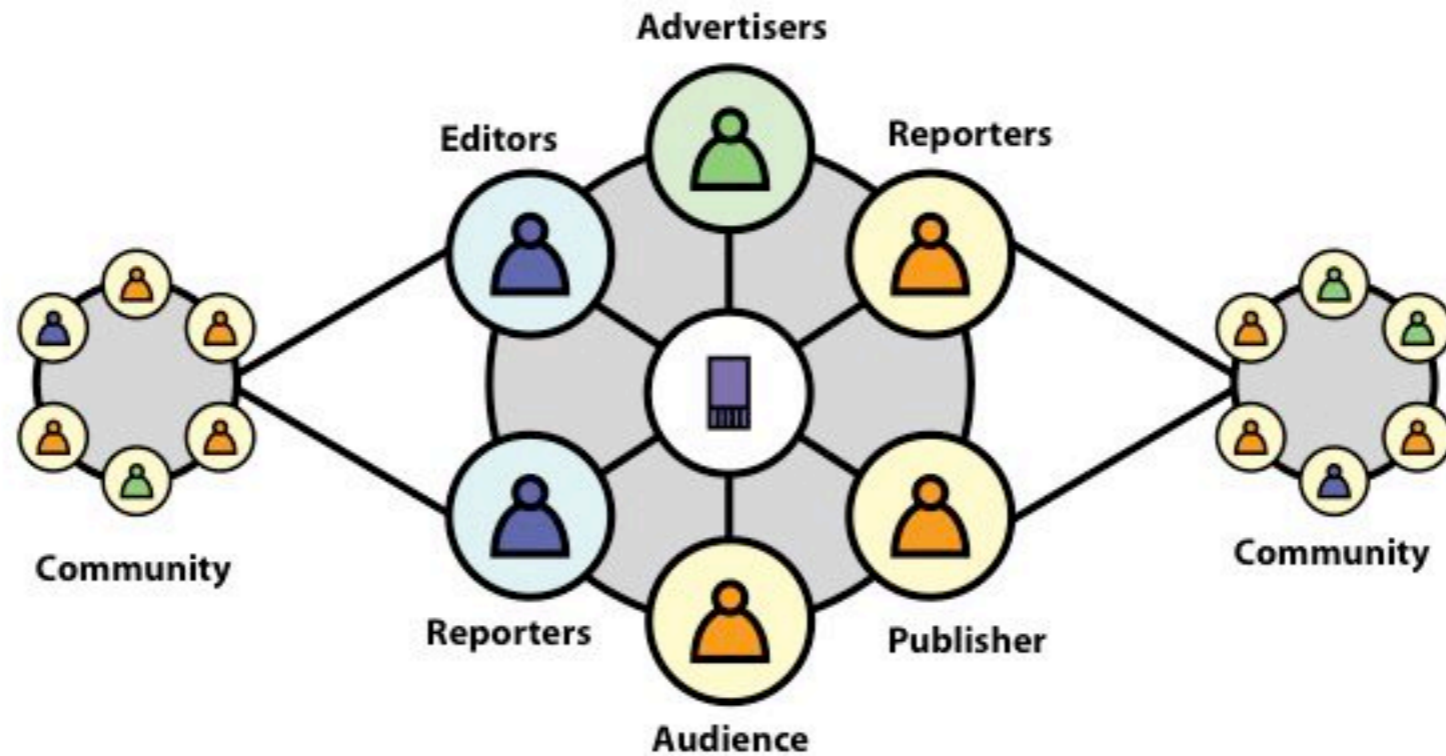 Advertisers
Editors
Reporters
Community
Community
Reporters
Publisher
Audience